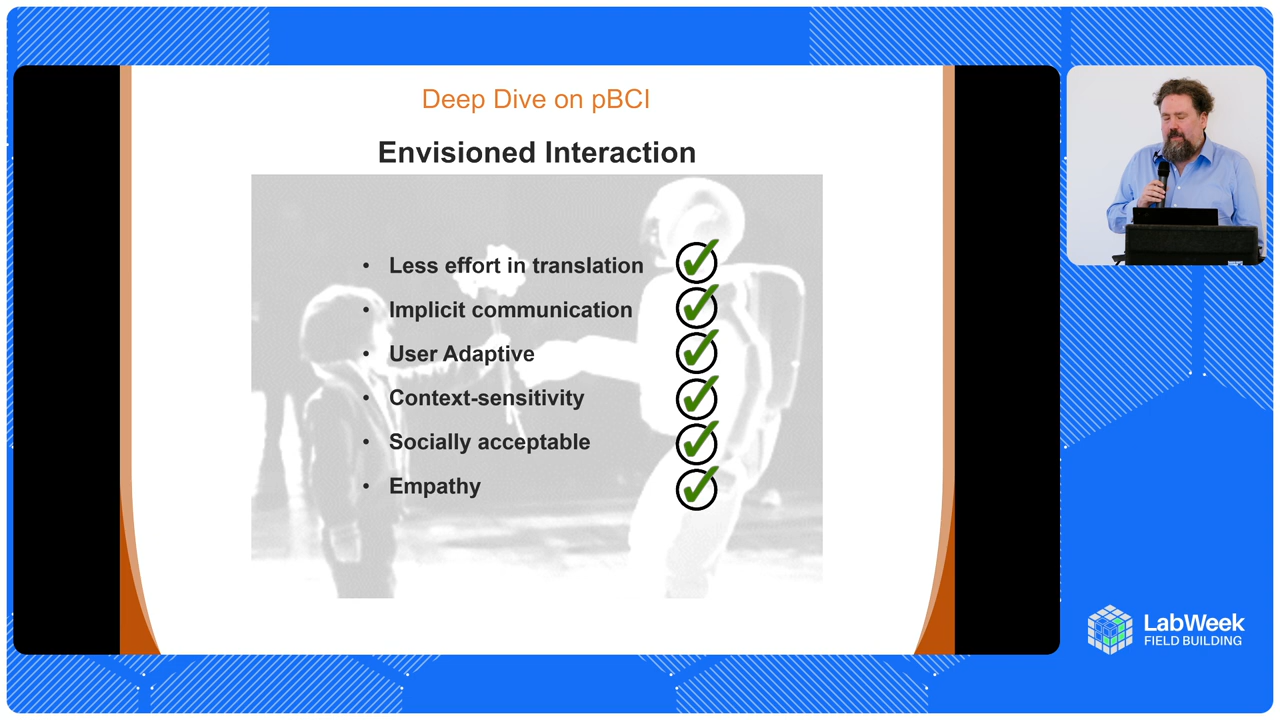 Deep Dive on pBCI
Envisioned Interaction
• Less effort in translation
• Implicit communication
• User Adaptive
• Context-sensitivity
• Socially acceptable
• Empathy
LabWeek
FIELD BUILDING